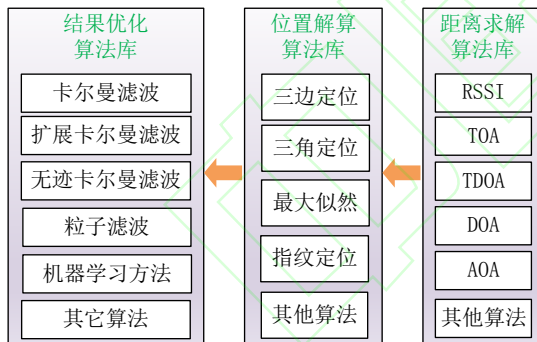 结果优化
算法库
卡尔曼滤波
扩展卡尔曼滤波
无迹卡尔曼滤波
粒子滤波
机器学习方法
其它算法
位置解算
算法库
三边定位
三角定位
最大似然
指纹定位
其他算法
距离求解
算法库
RSSI
TOA
TDOA
DOA
AOA
其他算法